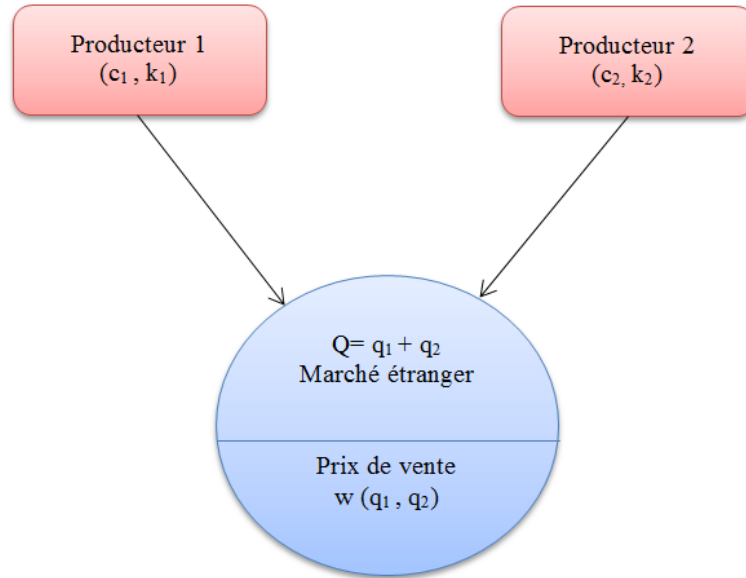 Producteur 1
(c₁ , k₁)
Producteur 2
(c₂, k₂)
Q= q₁ + q₂
Marché étranger
Prix de vente
w (q₁ , q₂)